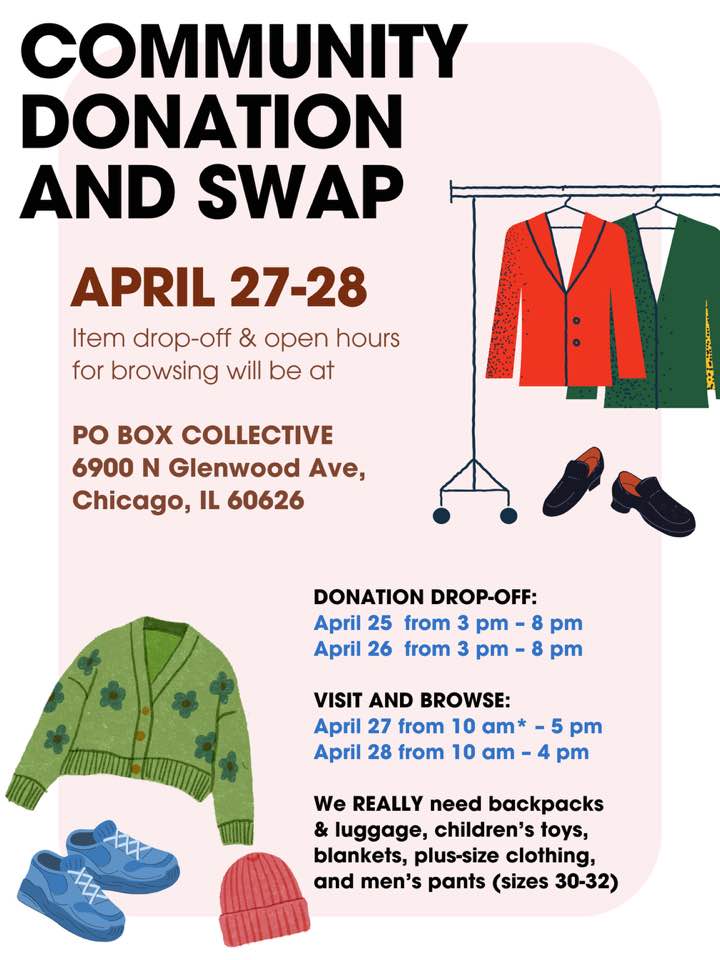 COMMUNITY
DONATION
AND SWAP
APRIL 27-28
Item drop-off & open hours
for browsing will be at
PO BOX COLLECTIVE
6900 N Glenwood Ave,
Chicago, IL 60626
DONATION DROP-OFF:
April 25 from 3 pm – 8 pm
April 26 from 3 pm – 8 pm
VISIT AND BROWSE:
April 27 from 10 am* – 5 pm
April 28 from 10 am – 4 pm
We REALLY need backpacks
& luggage, children’s toys,
blankets, plus-size clothing,
and men’s pants (sizes 30-32)